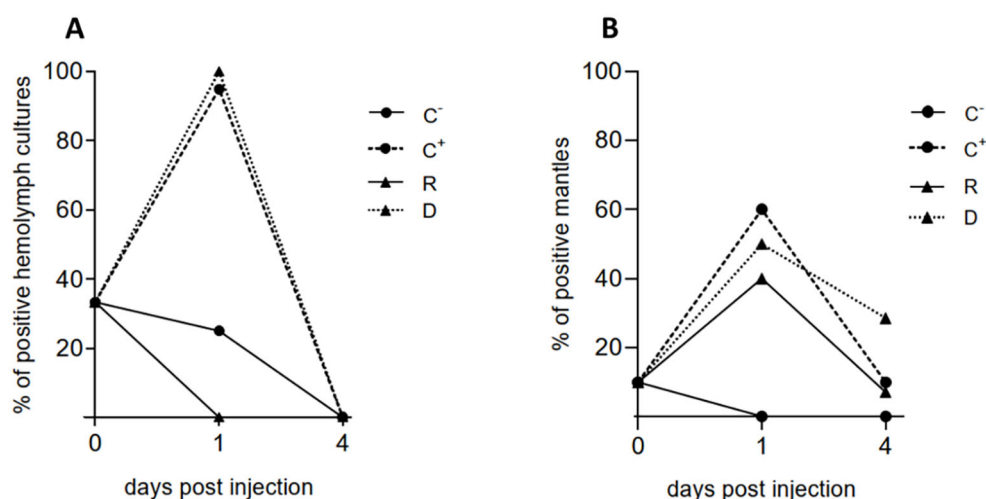 A
% of positive hemolymph cultures
100
80
60
40
20
0
1
4
days post injection
C⁻
C⁺
R
D
B
% of positive mantles
100
80
60
40
20
0
1
4
days post injection
C⁻
C⁺
R
D